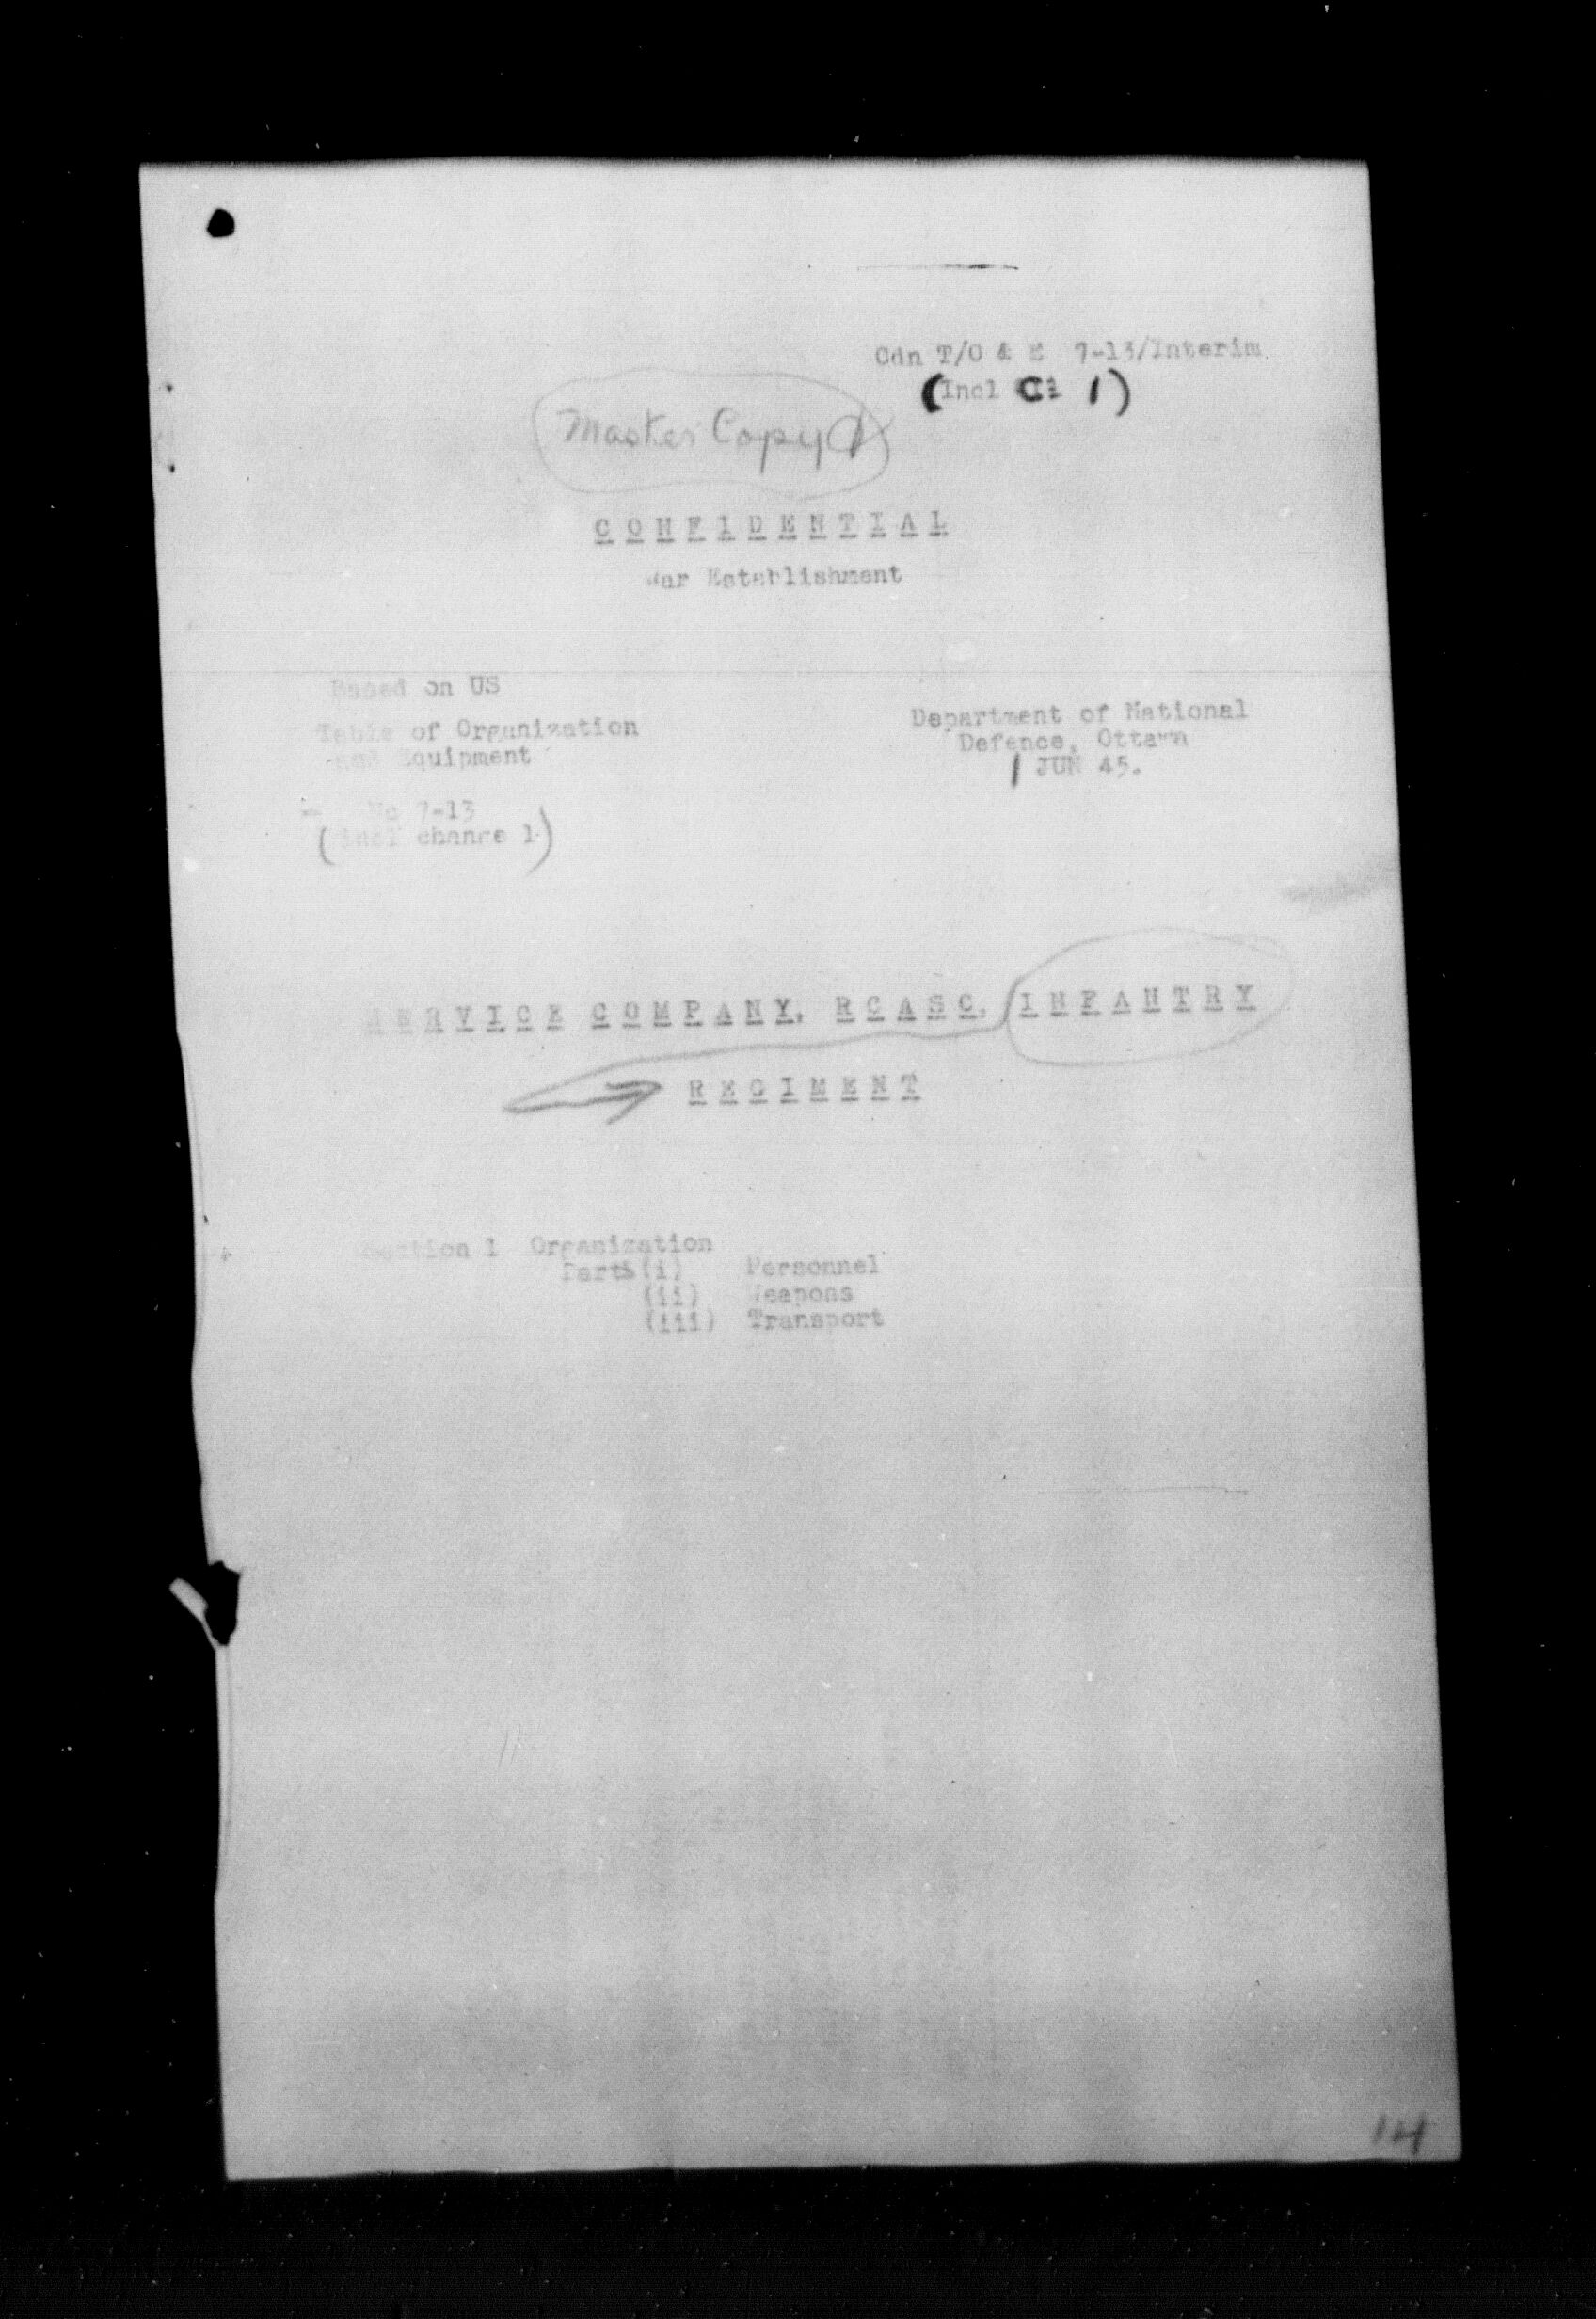 Cdn T/O & E 7-13/Interim
(Incl C 1)
Master Copy
CONFIDENTIAL
War Establishment
Based on US
Table of Organization
and Equipment
Department of National
Defence, Ottawa
1 JUN 45.
No 7-13
(incl change 1)
SERVICE COMPANY, RCASC, INFANTRY
REGIMENT
Section 1 Organization
Parts (i) Personnel
(ii) Weapons
(iii) Transport
14